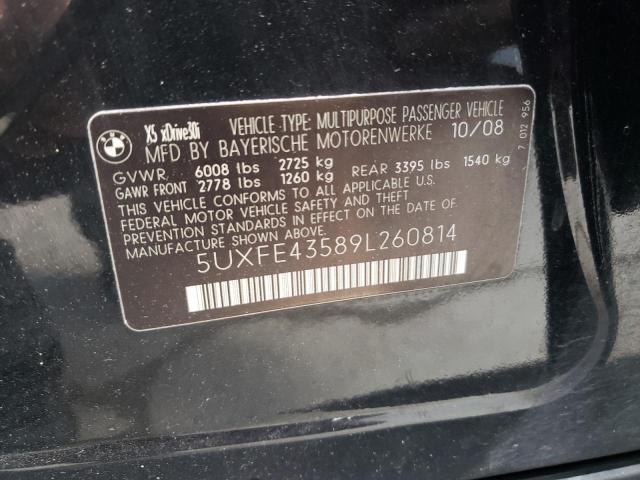 BMW
X5 xDrive30i VEHICLE TYPE: MULTIPURPOSE PASSENGER VEHICLE
MFD BY BAYERISCHE MOTORENWERKE 10/08
GVWR. 6008 lbs 2725 kg
GAWR FRONT 2778 lbs 1260 kg REAR 3395 lbs 1540 kg
THIS VEHICLE CONFORMS TO ALL APPLICABLE
FEDERAL MOTOR VEHICLE SAFETY AND THEFT
PREVENTION STANDARDS IN EFFECT ON THE DATE OF
MANUFACTURE SHOWN ABOVE.
5UXFE43589L260814
7 012 956